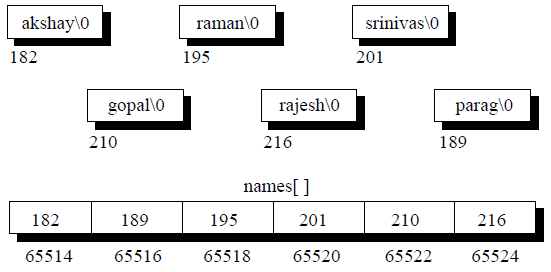 akshay\0 raman\0 srinivas\0
182 195 201
gopal\0 rajesh\0 parag\0
210 216 189
names[ ]
182 189 195 201 210 216
65514 65516 65518 65520 65522 65524